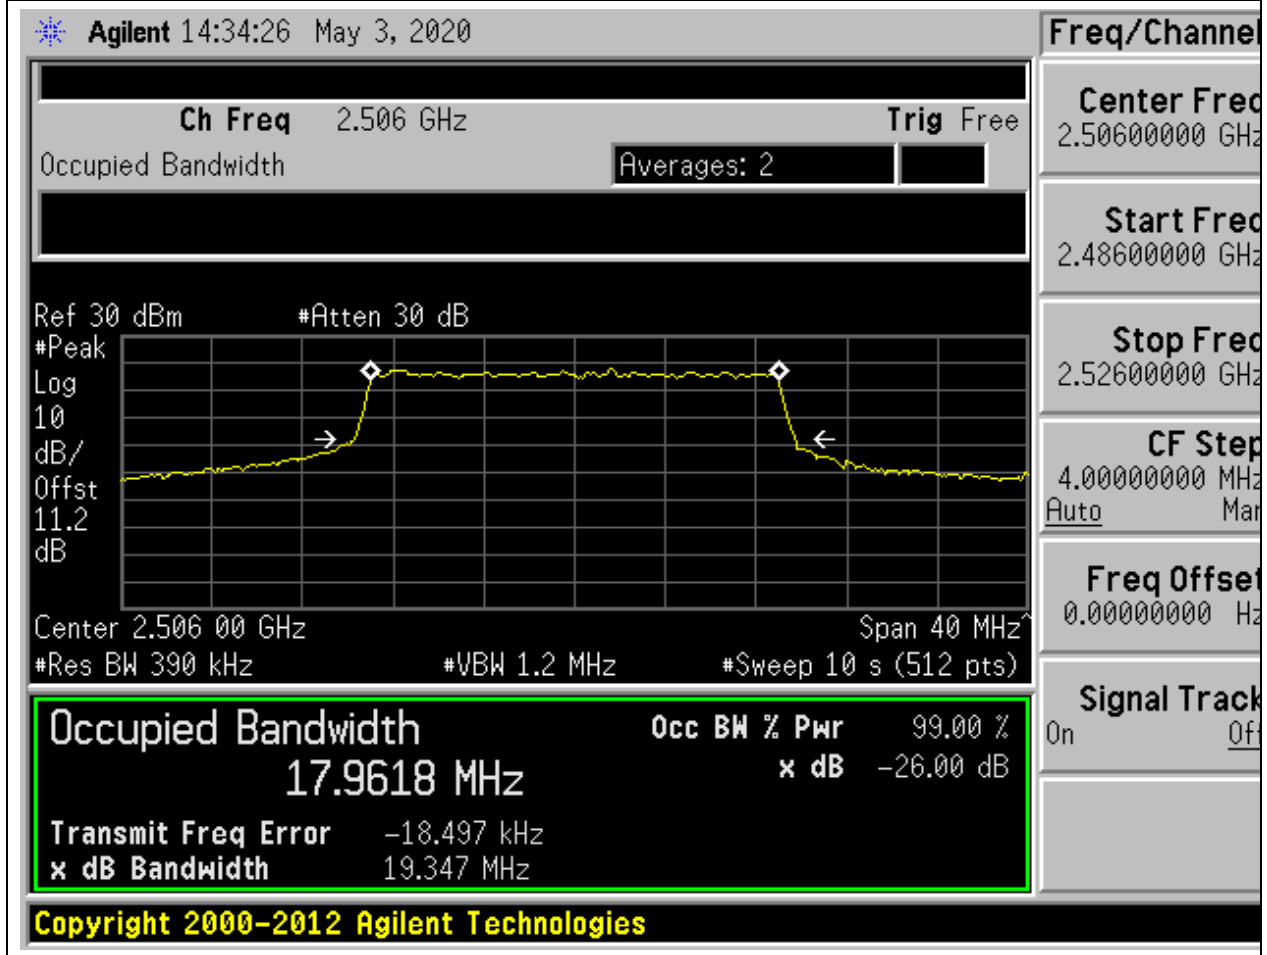 Agilent 14:34:26 May 3, 2020
Freq/Channel
Ch Freq 2.506 GHz Trig Free
Occupied Bandwidth Averages: 2
Center Freq
2.50600000 GHz
Start Freq
2.48600000 GHz
Stop Freq
2.52600000 GHz
CF Step
4.00000000 MHz
Auto Man
Freq Offset
0.00000000 Hz
Signal Track
On Off
Ref 30 dBm #Atten 30 dB
#Peak
Log
10
dB/
Offst
11.2
dB
Center 2.506 00 GHz Span 40 MHz^
#Res BW 390 kHz #VBW 1.2 MHz #Sweep 10 s (512 pts)
Occupied Bandwidth Occ BW % Pwr 99.00 %
17.9618 MHz x dB -26.00 dB
Transmit Freq Error -18.497 kHz
x dB Bandwidth 19.347 MHz
Copyright 2000-2012 Agilent Technologies